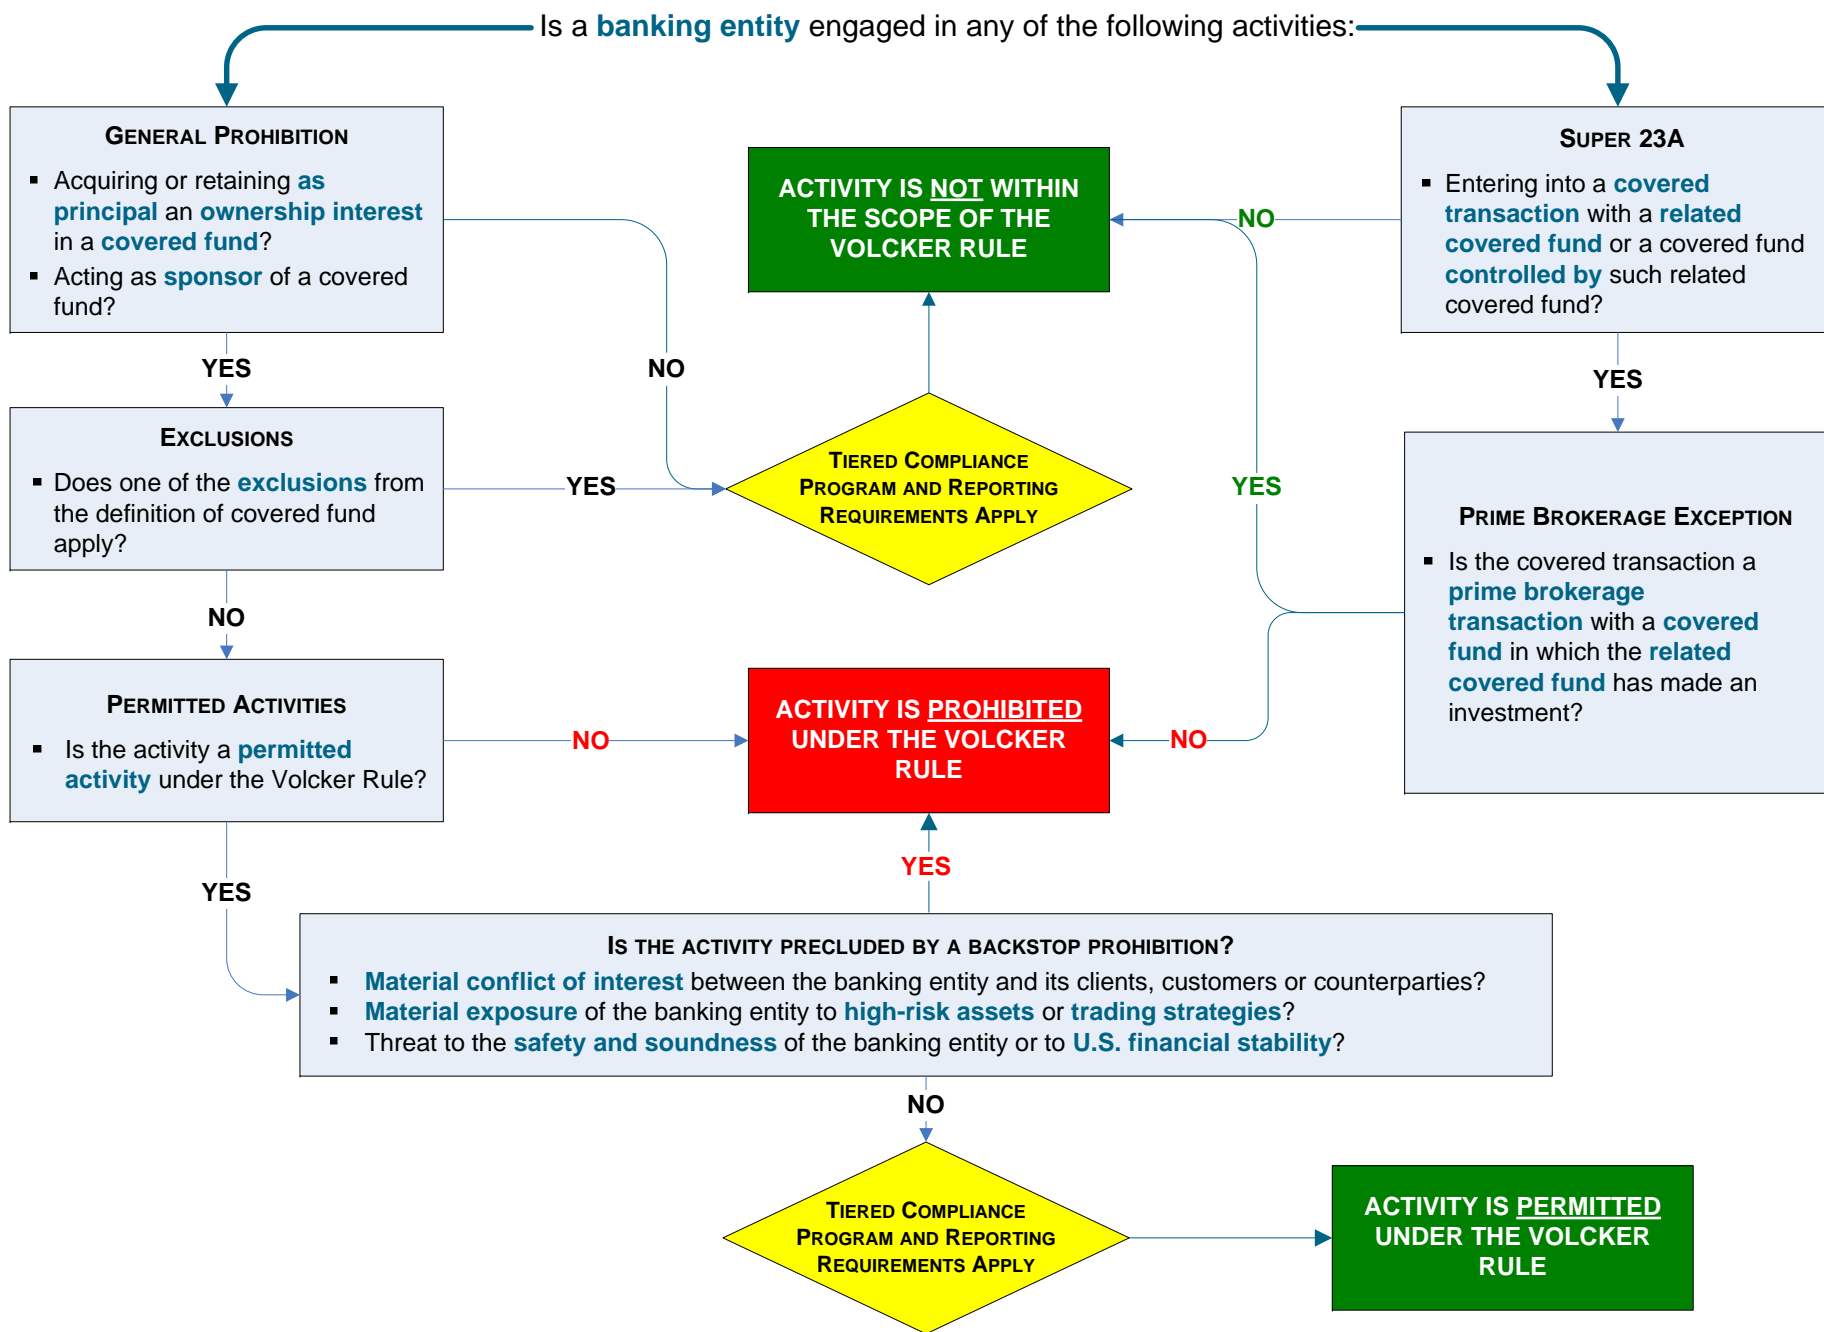 Is a banking entity engaged in any of the following activities:
GENERAL PROHIBITION
▪ Acquiring or retaining as
principal an ownership interest
in a covered fund?
▪ Acting as sponsor of a covered
fund?
ACTIVITY IS NOT WITHIN
THE SCOPE OF THE
VOLCKER RULE
NO
SUPER 23A
▪ Entering into a covered
transaction with a related
covered fund or a covered fund
controlled by such related
covered fund?
YES
NO
YES
EXCLUSIONS
▪ Does one of the exclusions from
the definition of covered fund
apply?
YES
TIERED COMPLIANCE
PROGRAM AND REPORTING
REQUIREMENTS APPLY
YES
PRIME BROKERAGE EXCEPTION
▪ Is the covered transaction a
prime brokerage
transaction with a covered
fund in which the related
covered fund has made an
investment?
NO
PERMITTED ACTIVITIES
▪ Is the activity a permitted
activity under the Volcker Rule?
NO
ACTIVITY IS PROHIBITED
UNDER THE VOLCKER
RULE
NO
YES
YES
IS THE ACTIVITY PRECLUDED BY A BACKSTOP PROHIBITION?
▪ Material conflict of interest between the banking entity and its clients, customers or counterparties?
▪ Material exposure of the banking entity to high-risk assets or trading strategies?
▪ Threat to the safety and soundness of the banking entity or to U.S. financial stability?
NO
TIERED COMPLIANCE
PROGRAM AND REPORTING
REQUIREMENTS APPLY
ACTIVITY IS PERMITTED
UNDER THE VOLCKER
RULE